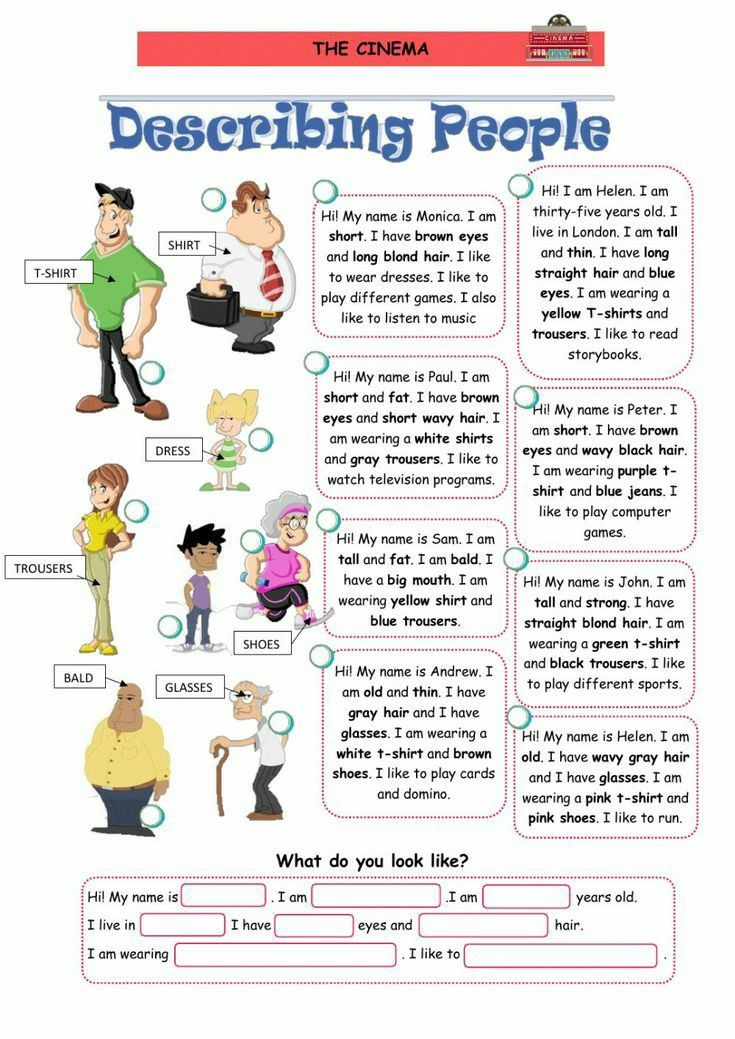 THE CINEMA
CINEMA
Describing People
T-SHIRT
SHIRT
DRESS
TROUSERS
SHOES
BALD
GLASSES
Hi! My name is Monica. I am
short. I have brown eyes
and long blond hair. I like
to wear dresses. I like to
play different games. I also
like to listen to music
Hi! I am Helen. I am
thirty-five years old. I
live in London. I am tall
and thin. I have long
straight hair and blue
eyes. I am wearing a
yellow T-shirts and
trousers. I like to read
storybooks.
Hi! My name is Paul. I am
short and fat. I have brown
eyes and short wavy hair. I
am wearing a white shirts
and gray trousers. I like to
watch television programs.
Hi! My name is Peter. I
am short. I have brown
eyes and wavy black hair.
I am wearing purple t-
shirt and blue jeans. I
like to play computer
games.
Hi! My name is Sam. I am
tall and fat. I am bald. I
have a big mouth. I am
wearing yellow shirt and
blue trousers.
Hi! My name is John. I am
tall and strong. I have
straight blond hair. I am
wearing a green t-shirt
and black trousers. I like
to play different sports.
Hi! My name is Andrew. I
am old and thin. I have
gray hair and I have
glasses. I am wearing a
white t-shirt and brown
shoes. I like to play cards
and domino.
Hi! My name is Helen. I am
old. I have wavy gray hair
and I have glasses. I am
wearing a pink t-shirt and
pink shoes. I like to run.
What do you look like?
Hi! My name is . I am .I am years old.
I live in I have eyes and hair.
I am wearing . I like to .